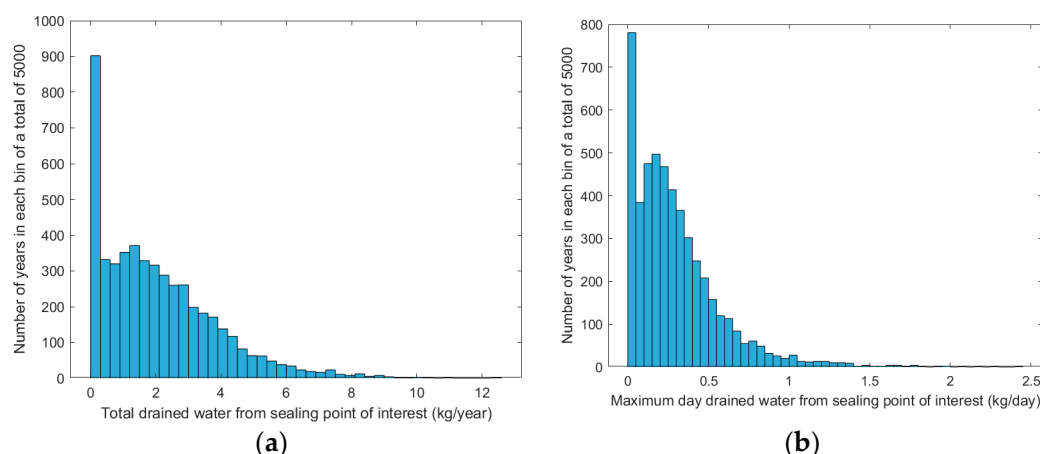 1000
900
800
700
600
500
400
300
200
100
0
Number of years in each bin of a total of 5000
0 2 4 6 8 10 12
Total drained water from sealing point of interest (kg/year)
(a)
800
700
600
500
400
300
200
100
0
Number of years in each bin of a total of 5000
0 0.5 1 1.5 2 2.5
Maximum day drained water from sealing point of interest (kg/day)
(b)